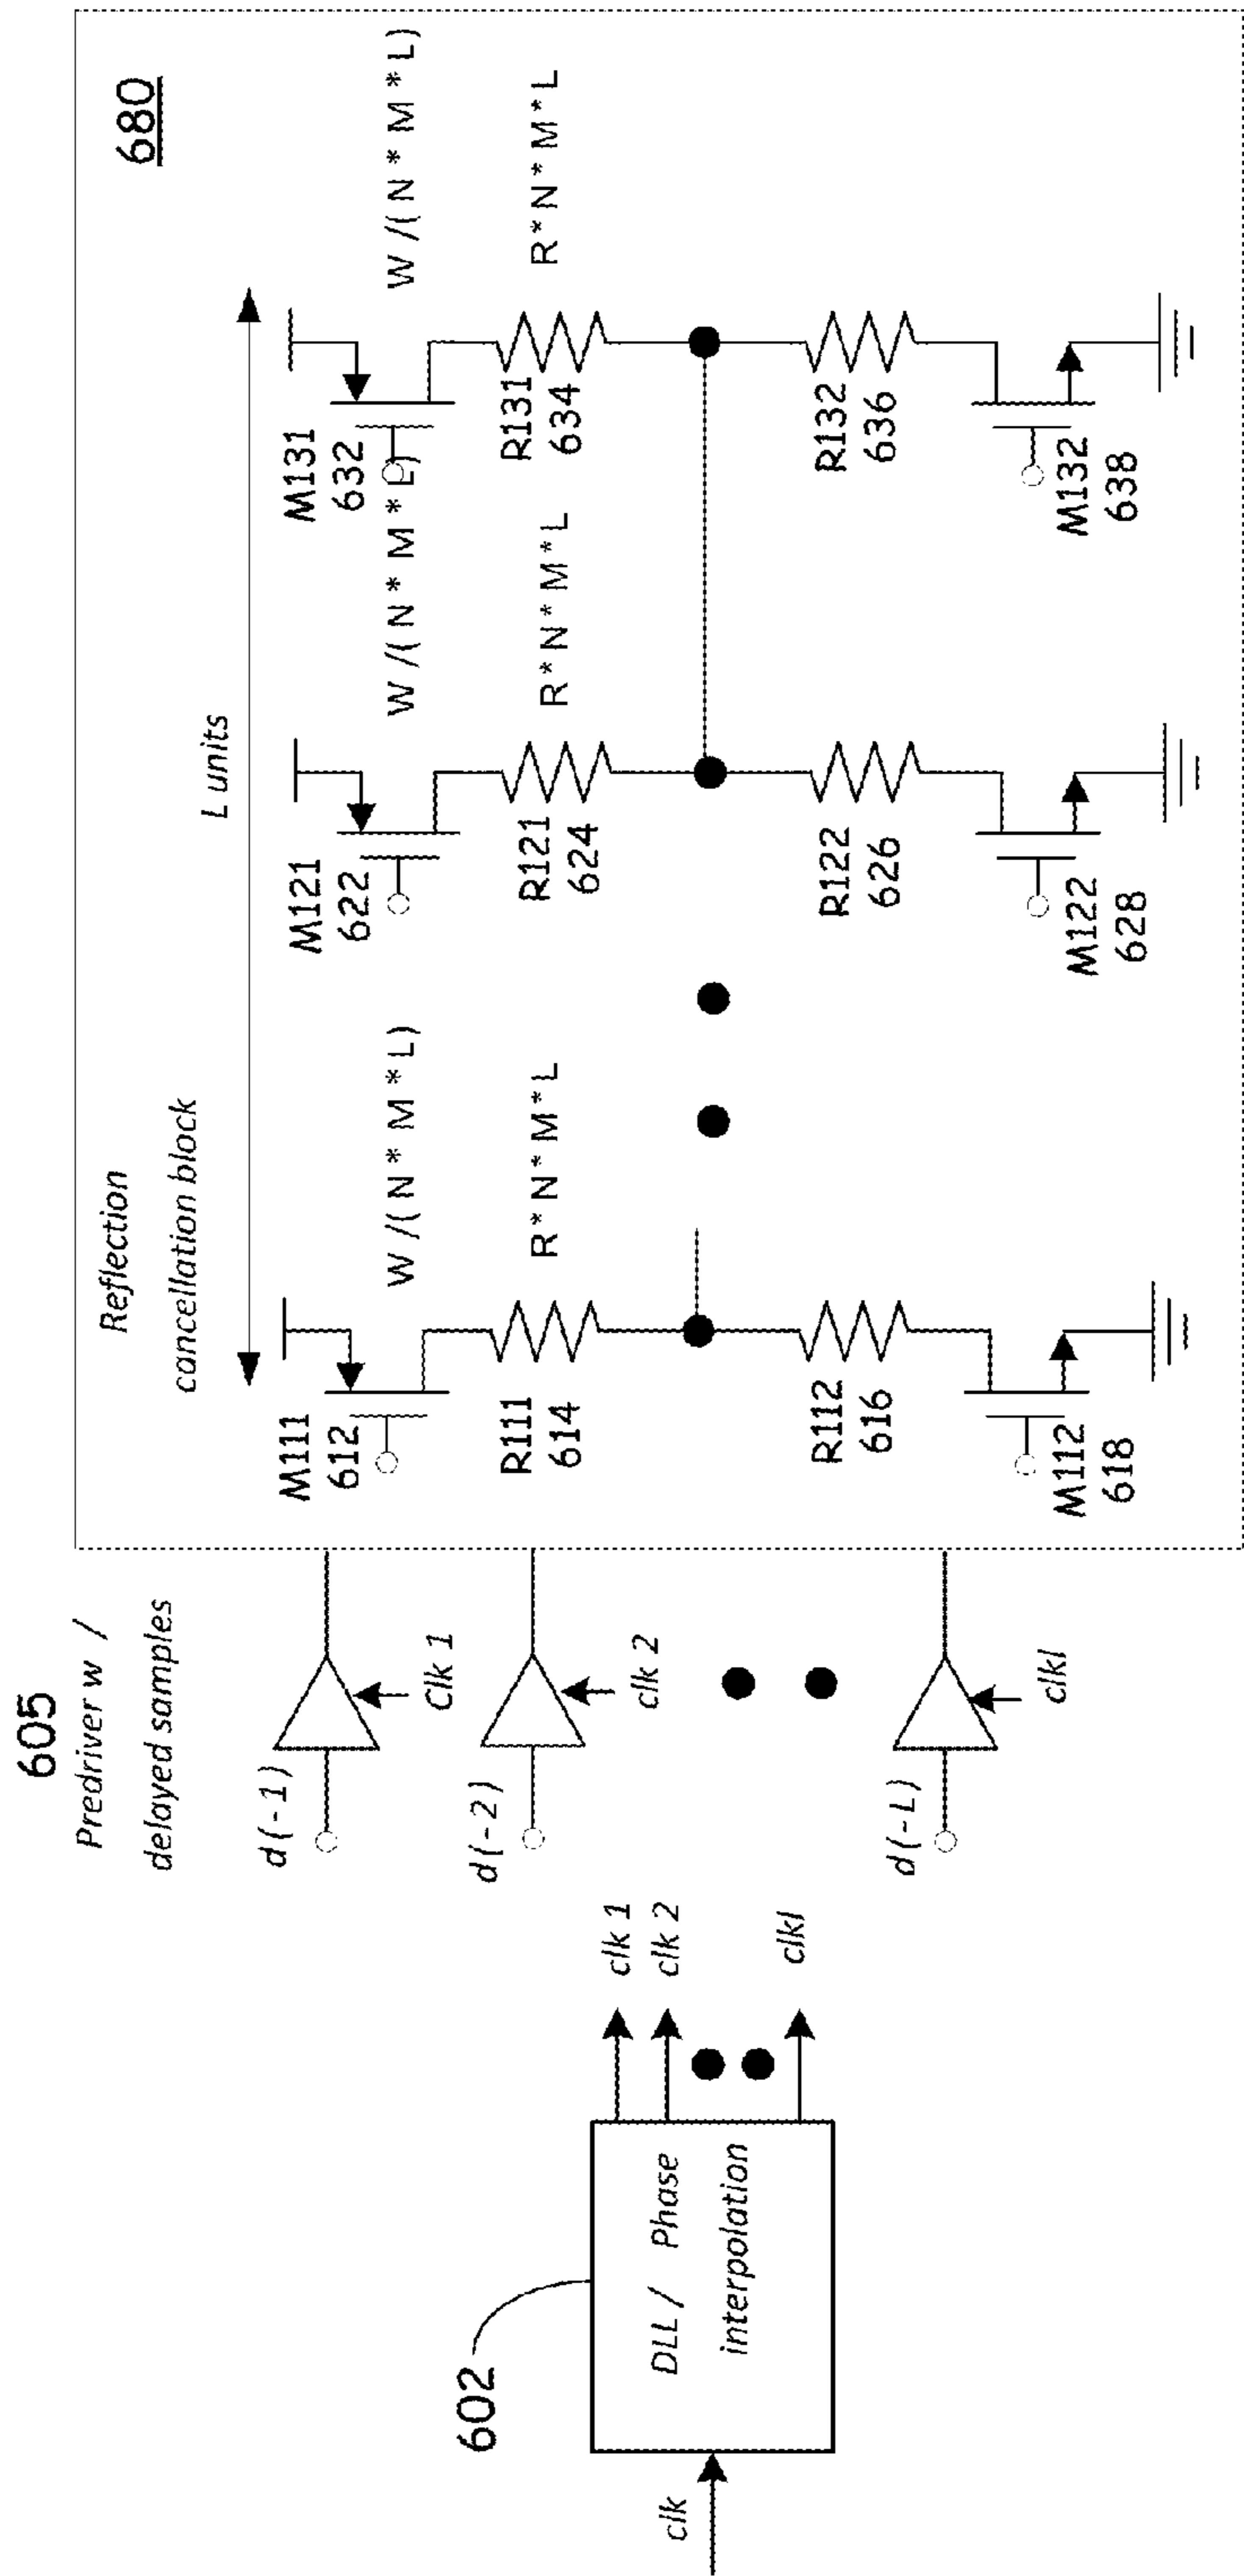 605
Predriver w /
delayed samples
d(-1)
Clk 1
d(-2)
clk 2
d(-L)
clkl
clk
602
DLL / Phase
interpolation
clk 1
clk 2
clkl
680
Reflection
cancellation block
L units
M111
612
W /( N * M * L)
R111
614
R * N * M * L
R112
616
M112
618
M121
622
W /( N * M * L)
R121
624
R * N * M * L
R122
626
M122
628
M131
632
W /( N * M * L)
R131
634
R * N * M * L
R132
636
M132
638